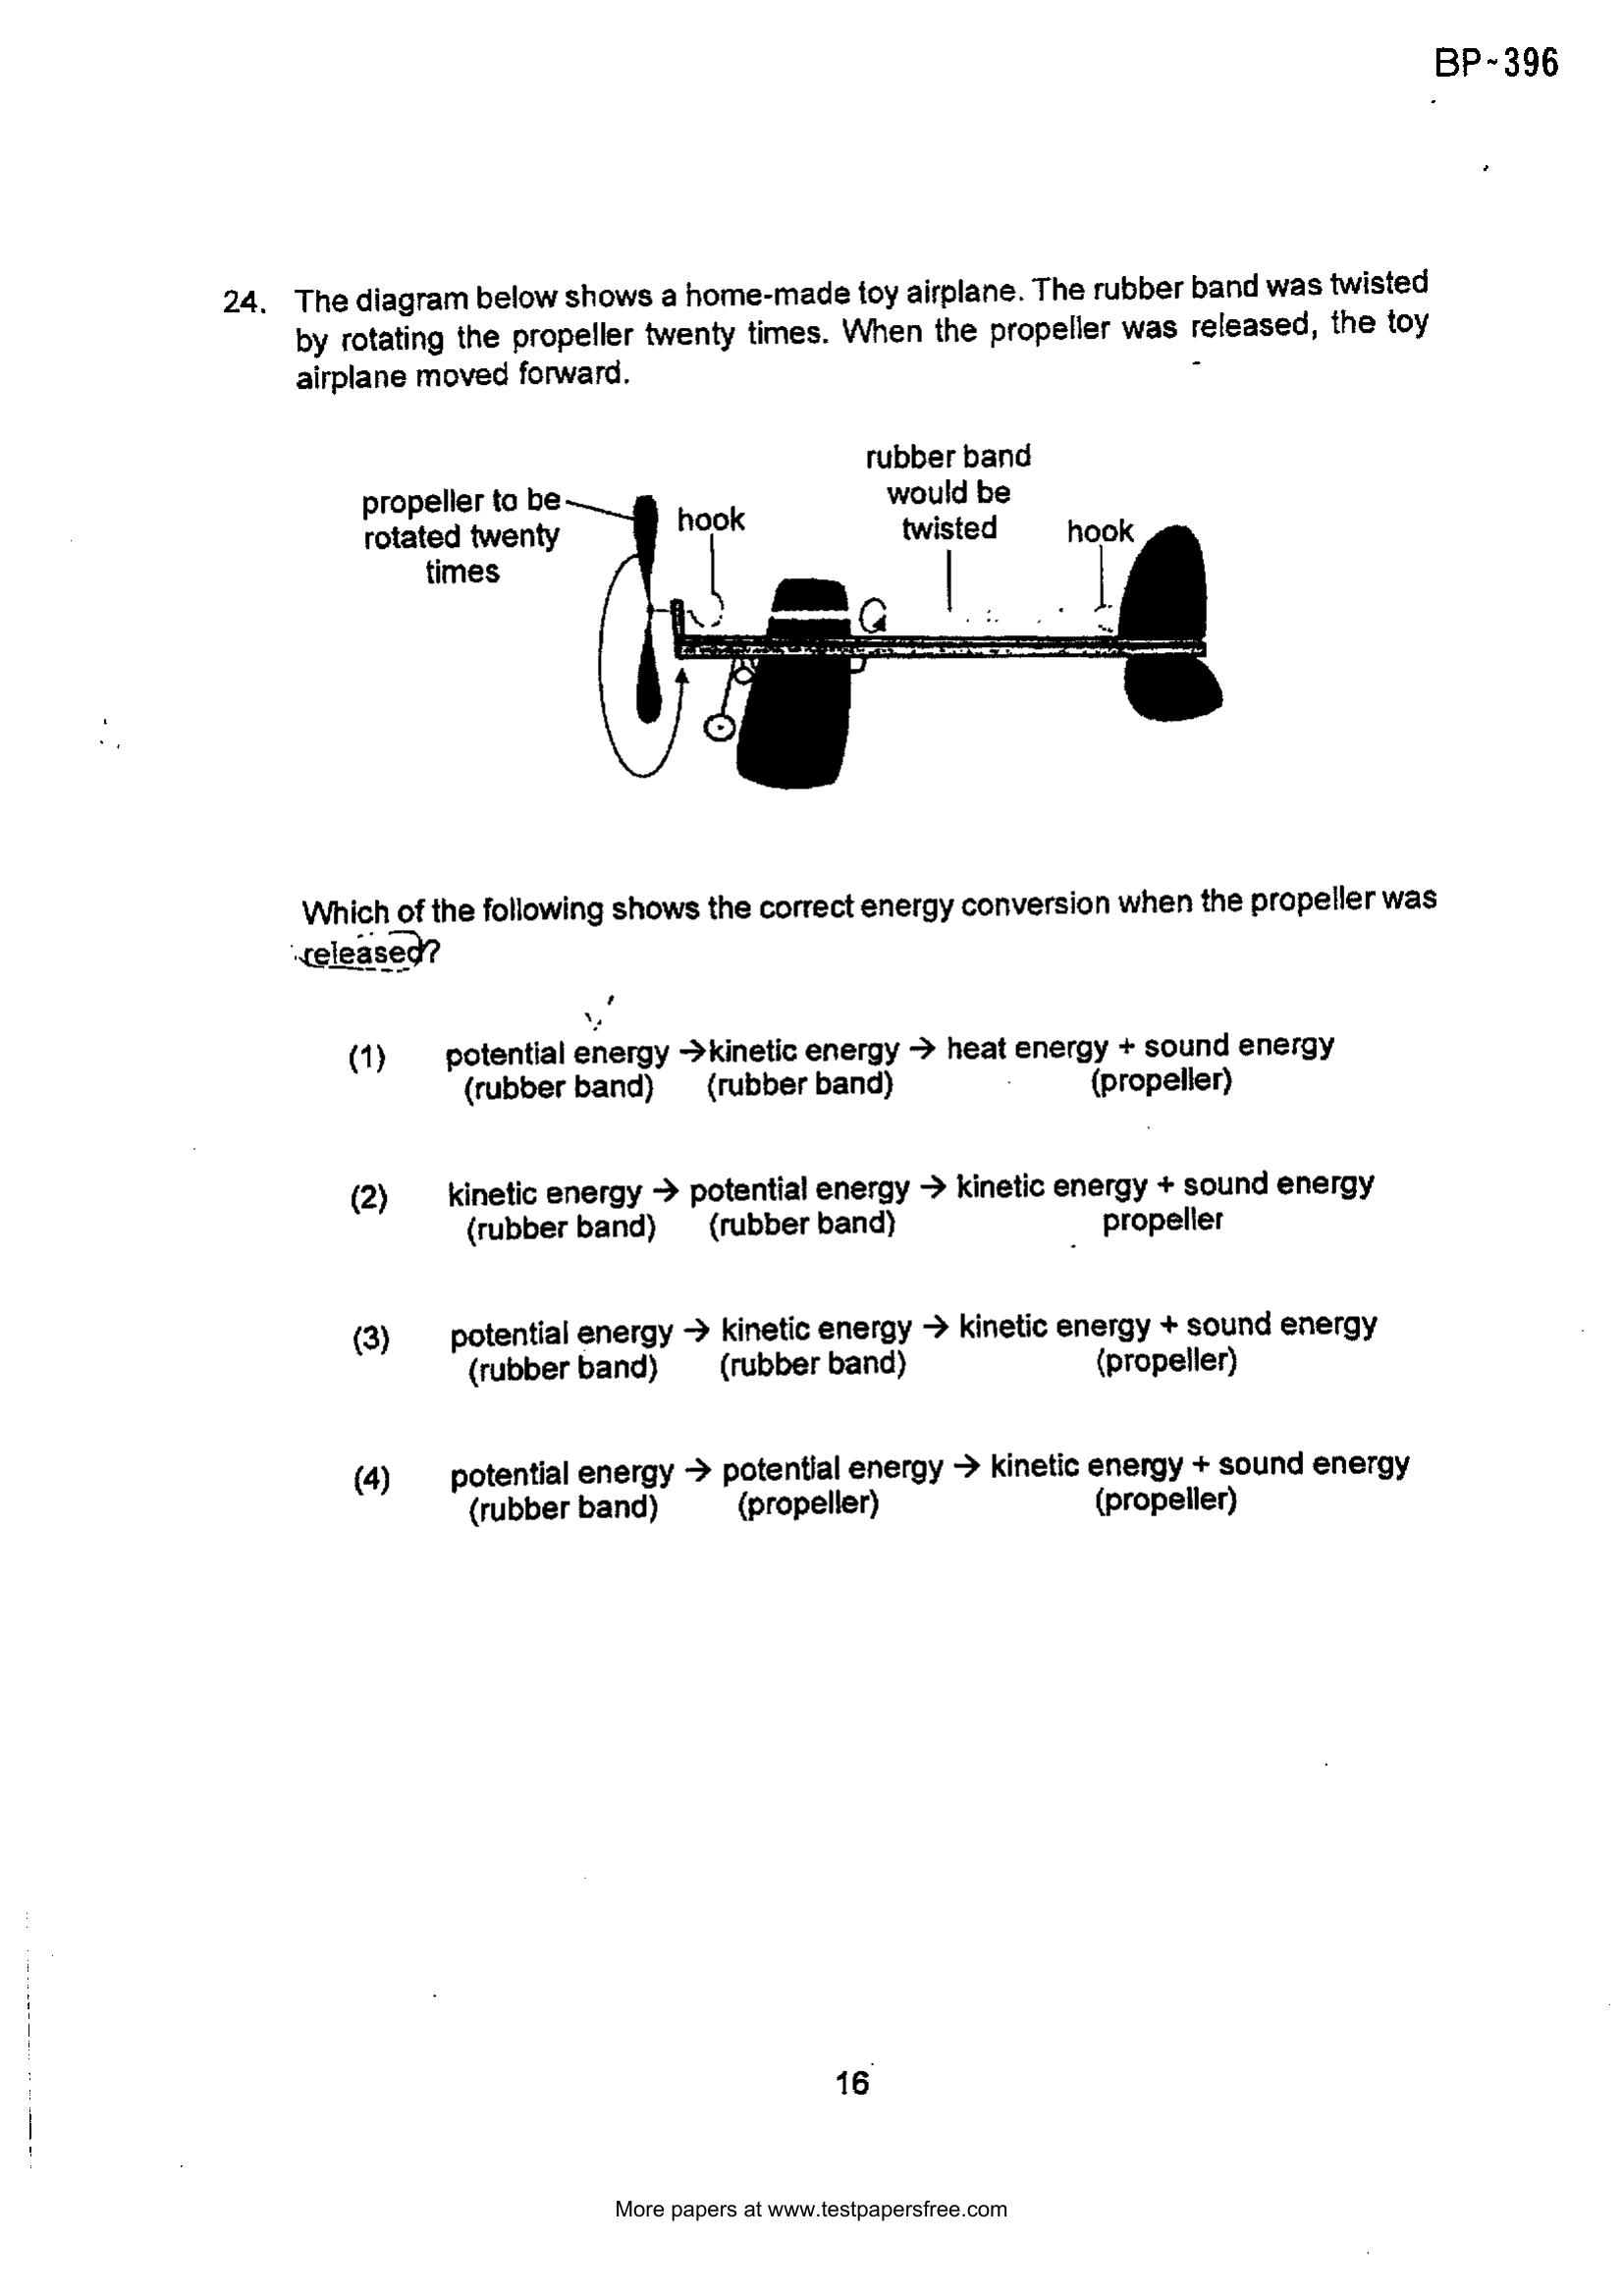 BP-396
24. The diagram below shows a home-made toy airplane. The rubber band was twisted
by rotating the propeller twenty times. When the propeller was released, the toy
airplane moved forward.
rubber band
would be
twisted
propeller to be
rotated twenty
times
hook
hook
Which of the following shows the correct energy conversion when the propeller was
released?
(1) potential energy →kinetic energy → heat energy + sound energy
(rubber band) (rubber band) (propeller)
(2) kinetic energy → potential energy → kinetic energy + sound energy
(rubber band) (rubber band) propeller
(3) potential energy → kinetic energy → kinetic energy + sound energy
(rubber band) (rubber band) (propeller)
(4) potential energy → potential energy → kinetic energy + sound energy
(rubber band) (propeller) (propeller)
16
More papers at www.testpapersfree.com